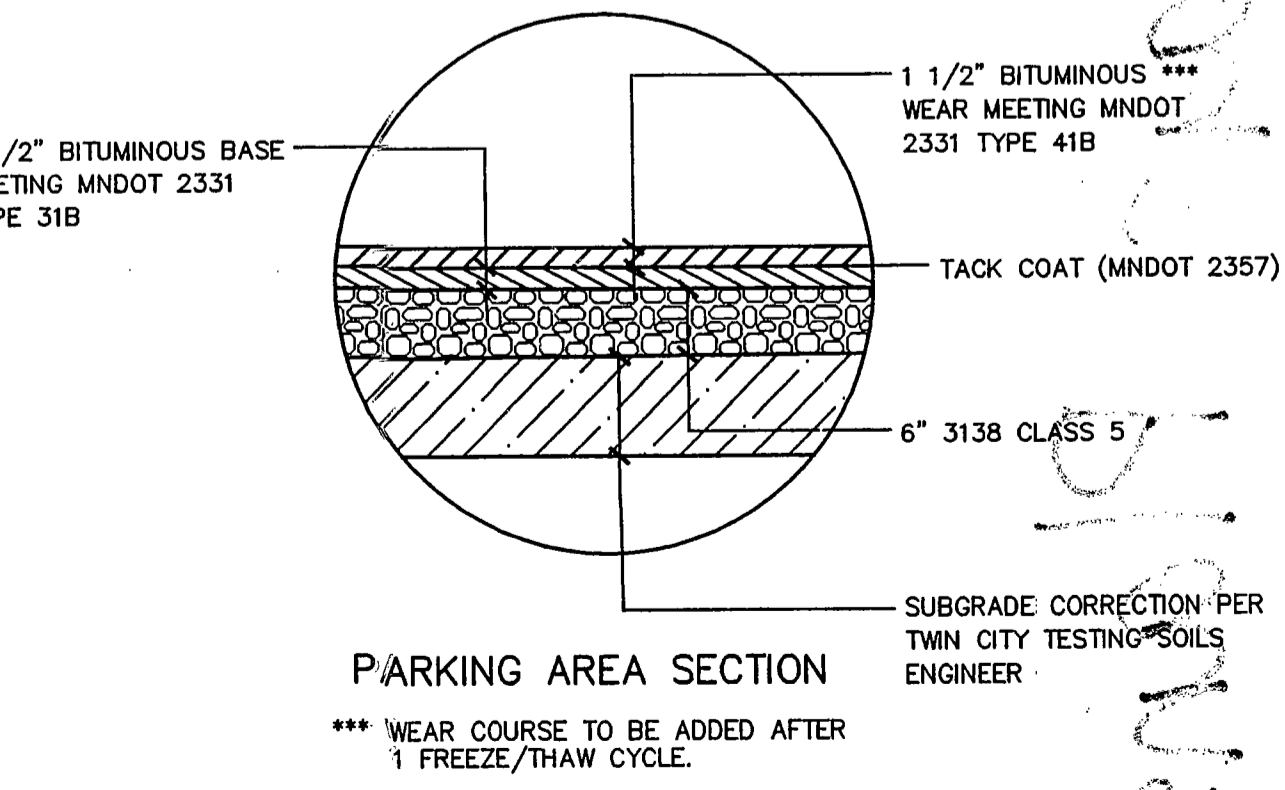 /2" BITUMINOUS BASE
ETING MNDOT 2331
PE 31B
1 1/2" BITUMINOUS ***
WEAR MEETING MNDOT
2331 TYPE 41B
TACK COAT (MNDOT 2357)
6" 3138 CLASS 5
SUBGRADE CORRECTION PER
TWIN CITY TESTING SOILS
ENGINEER
PARKING AREA SECTION
*** WEAR COURSE TO BE ADDED AFTER
1 FREEZE/THAW CYCLE.